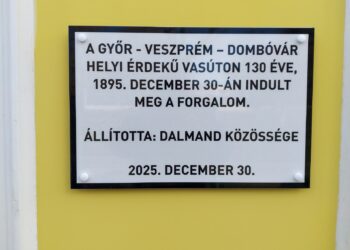 A GYŐR - VESZPRÉM – DOMBÓVÁR
HELYI ÉRDEKŰ VASÚTON 130 ÉVE,
1895. DECEMBER 30-ÁN INDULT
MEG A FORGALOM.
ÁLLÍTOTTA: DALMAND KÖZÖSSÉGE
2025. DECEMBER 30.